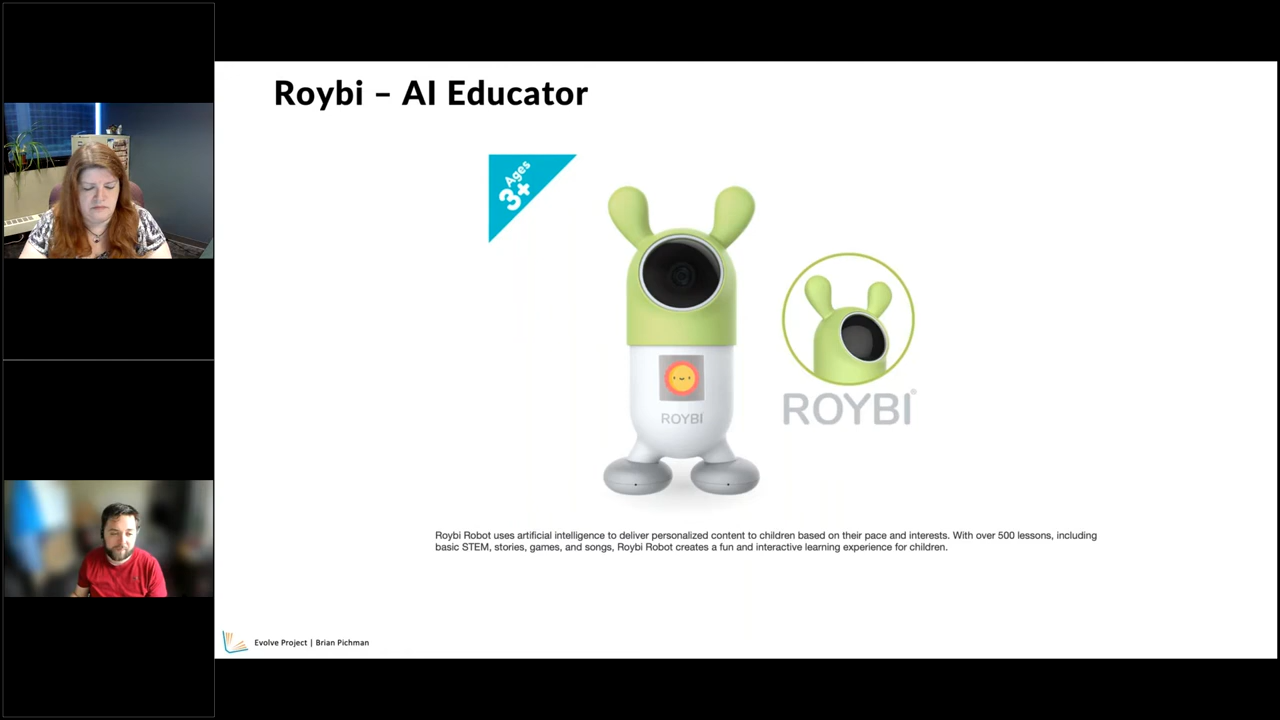 Roybi – AI Educator
Ages
3+
ROYBI
ROYBI
Roybi Robot uses artificial intelligence to deliver personalized content to children based on their pace and interests. With over 500 lessons, including
basic STEM, stories, games, and songs, Roybi Robot creates a fun and interactive learning experience for children.
Evolve Project | Brian Pichman